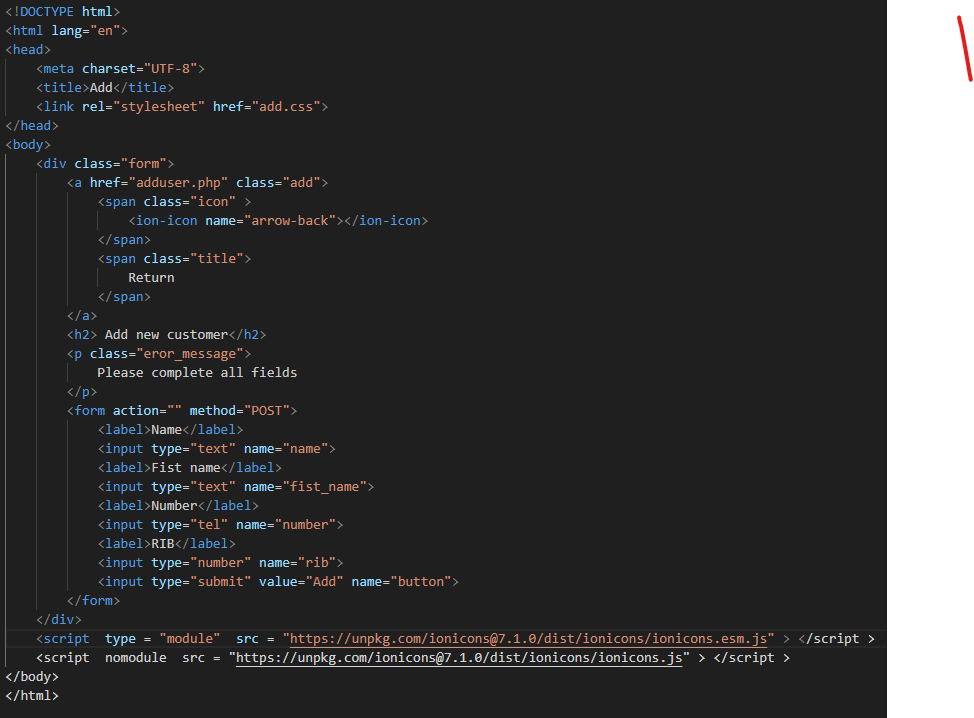 <!DOCTYPE html>
<html lang="en">
<head>
    <meta charset="UTF-8">
    <title>Add</title>
    <link rel="stylesheet" href="add.css">
</head>
<body>
    <div class="form">
        <a href="adduser.php" class="add">
            <span class="icon" >
                <ion-icon name="arrow-back"></ion-icon>
            </span>
            <span class="title">
                Return
            </span>
        </a>
        <h2> Add new customer</h2>
        <p class="eror_message">
            Please complete all fields
        </p>
        <form action="" method="POST">
            <label>Name</label>
            <input type="text" name="name">
            <label>Fist name</label>
            <input type="text" name="fist_name">
            <label>Number</label>
            <input type="tel" name="number">
            <label>RIB</label>
            <input type="number" name="rib">
            <input type="submit" value="Add" name="button">
        </form>
    </div>
    <script  type = "module"  src = "https://unpkg.com/ionicons@7.1.0/dist/ionicons/ionicons.esm.js" > </script >
    <script  nomodule  src = "https://unpkg.com/ionicons@7.1.0/dist/ionicons/ionicons.js" > </script >
</body>
</html>